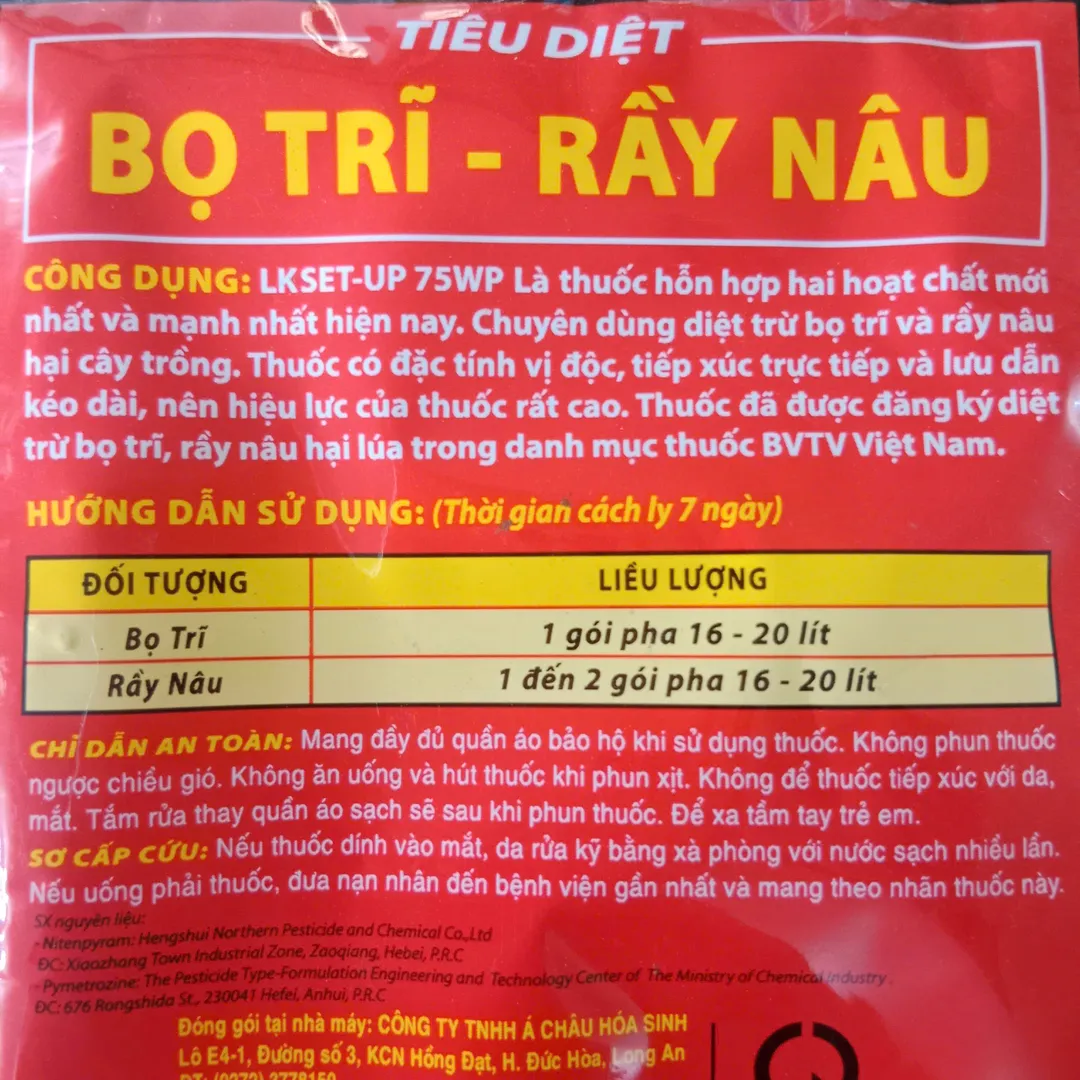 TIÊU DIỆT
BỌ TRĨ - RẦY NÂU
CÔNG DỤNG: LKSET-UP 75WP Là thuốc hỗn hợp hai hoạt chất mới
nhất và mạnh nhất hiện nay. Chuyên dùng diệt trừ bọ trĩ và rầy nâu
hại cây trồng. Thuốc có đặc tính vị độc, tiếp xúc trực tiếp và lưu dẫn
kéo dài, nên hiệu lực của thuốc rất cao. Thuốc đã được đăng ký diệt
trừ bọ trĩ, rầy nâu hại lúa trong danh mục thuốc BVTV Việt Nam.
HƯỚNG DẪN SỬ DỤNG: (Thời gian cách ly 7 ngày)
ĐỐI TƯỢNG LIỀU LƯỢNG
Bọ Trĩ 1 gói pha 16 - 20 lít
Rầy Nâu 1 đến 2 gói pha 16 - 20 lít
CHỈ DẪN AN TOÀN: Mang đầy đủ quần áo bảo hộ khi sử dụng thuốc. Không phun thuốc
ngược chiều gió. Không ăn uống và hút thuốc khi phun xịt. Không để thuốc tiếp xúc với da,
mắt. Tắm rửa thay quần áo sạch sẽ sau khi phun thuốc. Để xa tầm tay trẻ em.
SƠ CẤP CỨU: Nếu thuốc dính vào mắt, da rửa kỹ bằng xà phòng với nước sạch nhiều lần.
Nếu uống phải thuốc, đưa nạn nhân đến bệnh viện gần nhất và mang theo nhãn thuốc này.
SX nguyên liệu:
- Nitenpyram: Hengshui Northern Pesticide and Chemical Co.,Ltd
ĐC: Xiaozhang Town Industrial Zone, Zaoqiang, Hebei, P.R.C
- Pymetrozine: The Pesticide Type-Formulation Engineering and Technology Center of The Ministry of Chemical Industry.
ĐC: 676 Rongshida St., 230041 Hefei, Anhui, P.R.C
Đóng gói tại nhà máy: CÔNG TY TNHH Á CHÂU HÓA SINH
Lô E4-1, Đường số 3, KCN Hồng Đạt, H. Đức Hòa, Long An
ĐT: (0272) 3778150